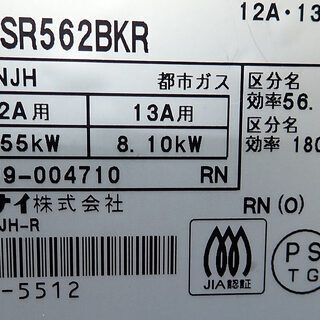 12A・13
SR562BKR
NJH 都市ガス
区分名
効率56.
2A用 13A用
区分名
55kW 8.10kW
効率 180
9-004710 RN
ナイ株式会社 RN(0)
JH-R
JIA認証
PS
TG
-5512